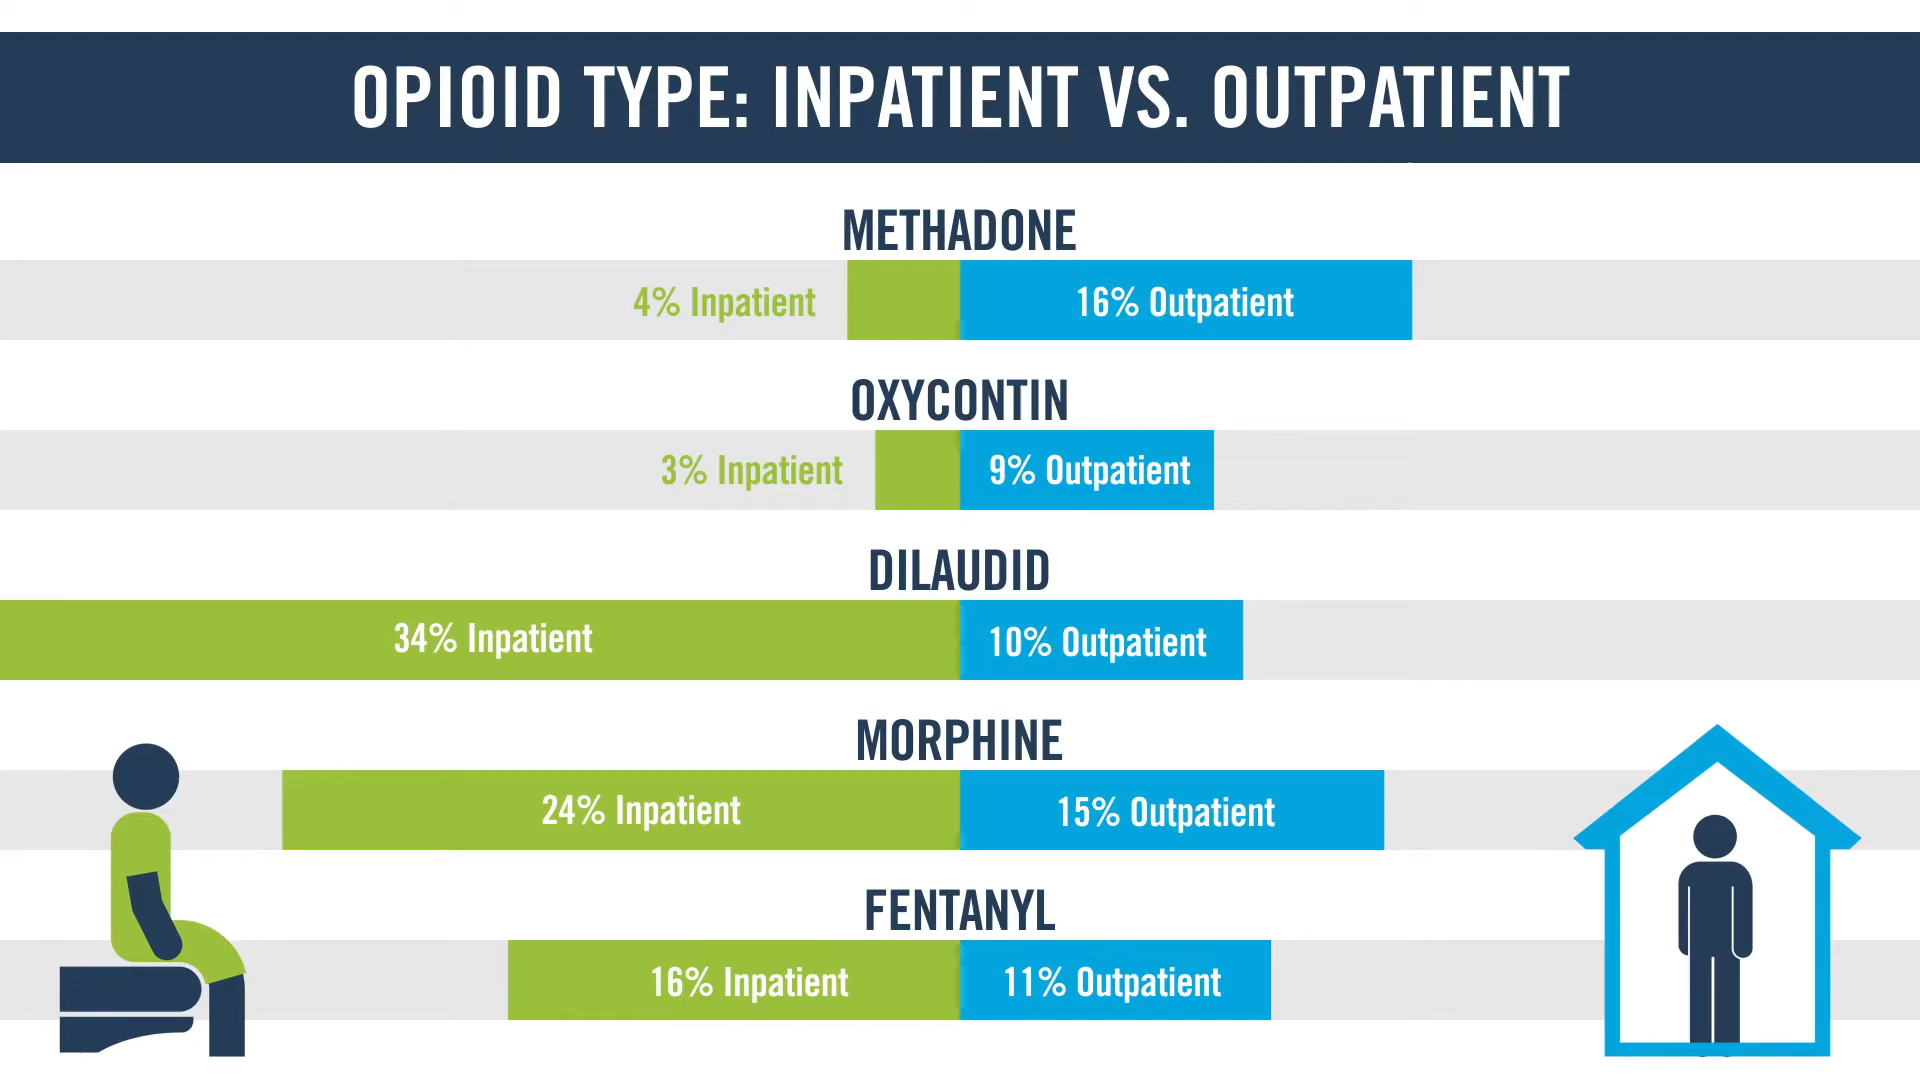 OPIOID TYPE: INPATIENT VS. OUTPATIENT
METHADONE
4% Inpatient 16% Outpatient
OXYCONTIN
3% Inpatient 9% Outpatient
DILAUDID
34% Inpatient 10% Outpatient
MORPHINE
24% Inpatient 15% Outpatient
FENTANYL
16% Inpatient 11% Outpatient